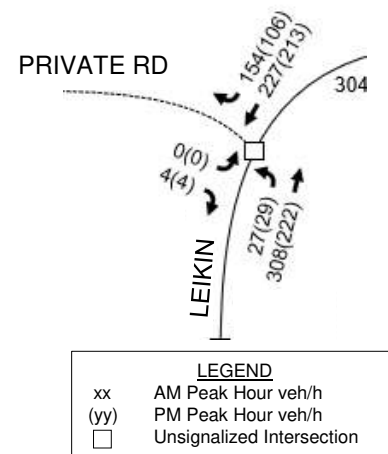 PRIVATE RD
154(106)
227(213)
304
0(0)
4(4)
27(29)
308(222)
LEIKIN
LEGEND
xx AM Peak Hour veh/h
(yy) PM Peak Hour veh/h
Unsignalized Intersection